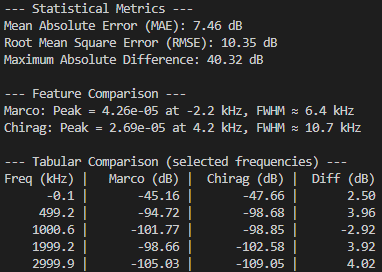 --- Statistical Metrics ---
Mean Absolute Error (MAE): 7.46 dB
Root Mean Square Error (RMSE): 10.35 dB
Maximum Absolute Difference: 40.32 dB
--- Feature Comparison ---
Marco: Peak = 4.26e-05 at -2.2 kHz, FWHM ≈ 6.4 kHz
Chirag: Peak = 2.69e-05 at 4.2 kHz, FWHM ≈ 10.7 kHz
--- Tabular Comparison (selected frequencies) ---
Freq (kHz) | Marco (dB) | Chirag (dB) | Diff (dB)
-0.1 | -45.16 | -47.66 | 2.50
499.2 | -94.72 | -98.68 | 3.96
1000.6 | -101.77 | -98.85 | -2.92
1999.2 | -98.66 | -102.58 | 3.92
2999.9 | -105.03 | -109.05 | 4.02